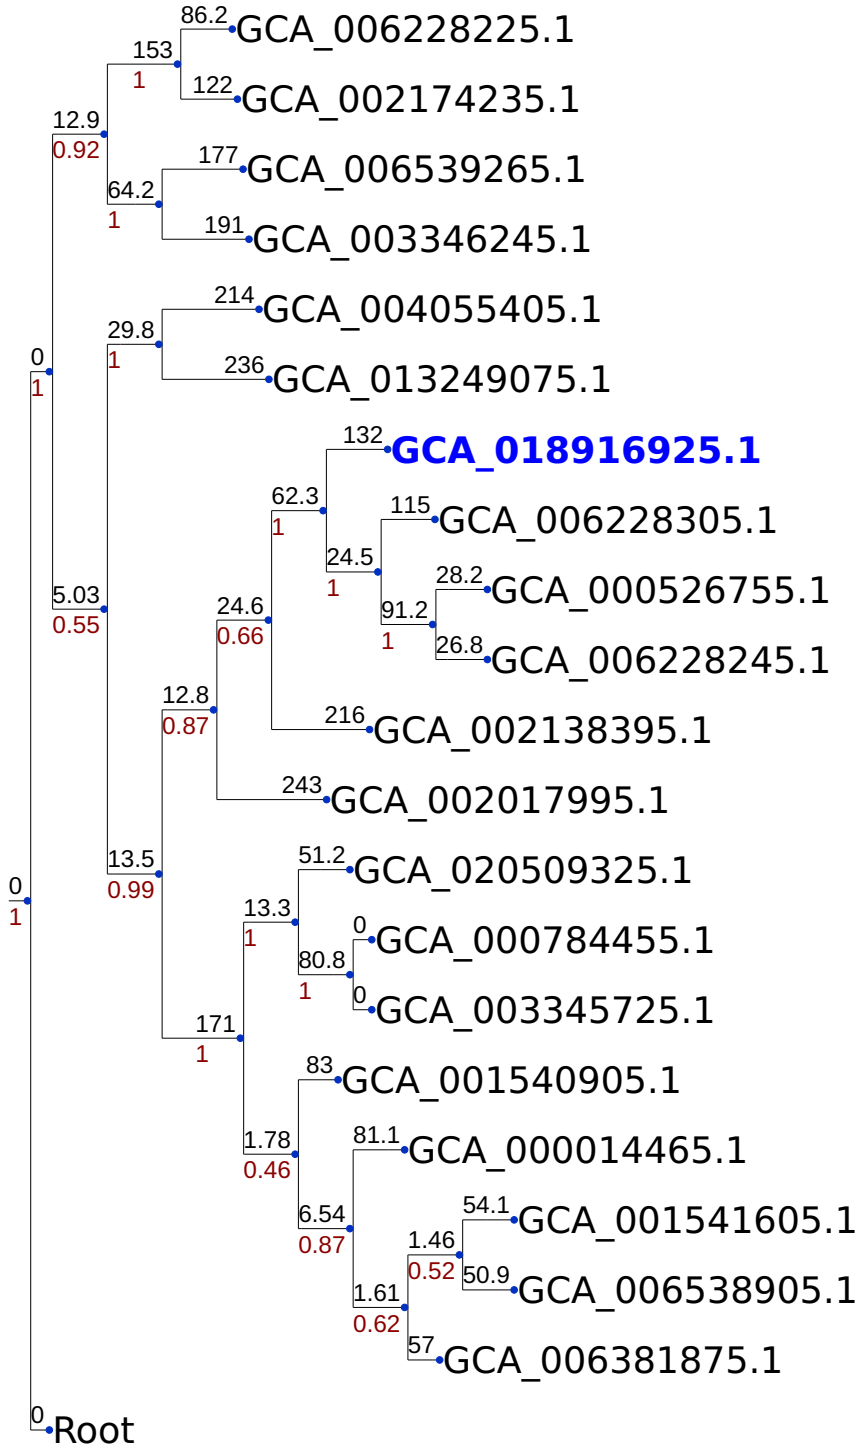 86.2
GCA_006228225.1
153
1
122
GCA_002174235.1
12.9
0.92
177
GCA_006539265.1
64.2
1
191
GCA_003346245.1
0
1
214
GCA_004055405.1
29.8
1
236
GCA_013249075.1
132
GCA_018916925.1
62.3
1
115
GCA_006228305.1
24.5
1
28.2
GCA_000526755.1
91.2
1
26.8
GCA_006228245.1
5.03
0.55
24.6
0.66
216
GCA_002138395.1
12.8
0.87
243
GCA_002017995.1
13.5
0.99
51.2
GCA_020509325.1
13.3
1
0
GCA_000784455.1
80.8
1
0
GCA_003345725.1
0
1
171
1
83
GCA_001540905.1
1.78
0.46
81.1
GCA_000014465.1
6.54
0.87
54.1
GCA_001541605.1
1.46
0.52
50.9
GCA_006538905.1
1.61
0.62
57
GCA_006381875.1
0
Root